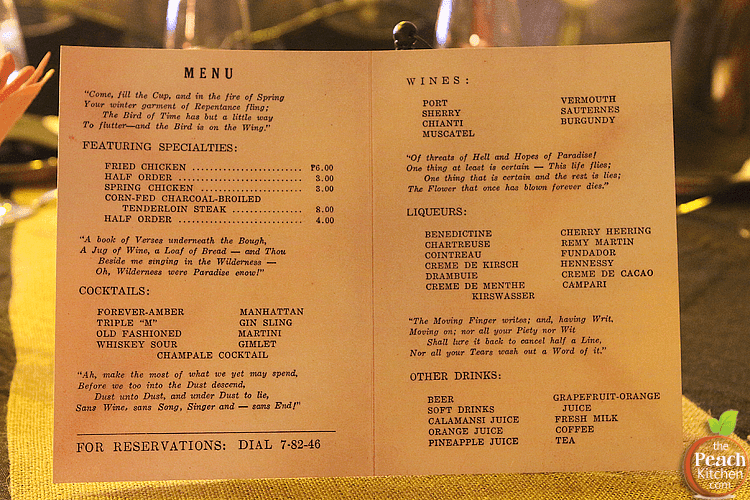 MENU
"Come, fill the Cup, and in the fire of Spring
Your winter garment of Repentance fling;
The Bird of Time has but a little way
To flutter—and the Bird is on the Wing."
FEATURING SPECIALTIES:
FRIED CHICKEN ........................ ₱6.00
HALF ORDER ........................ 3.00
SPRING CHICKEN ........................ 3.00
CORN-FED CHARCOAL-BROILED
TENDERLOIN STEAK ........................ 8.00
HALF ORDER ........................ 4.00
"A book of Verses underneath the Bough,
A Jug of Wine, a Loaf of Bread — and Thou
Beside me singing in the Wilderness —
Oh, Wilderness were Paradise enow!"
COCKTAILS:
FOREVER-AMBER
TRIPLE "M"
OLD FASHIONED
WHISKEY SOUR
MANHATTAN
GIN SLING
MARTINI
GIMLET
CHAMPALE COCKTAIL
"Ah, make the most of what we yet may spend,
Before we too into the Dust descend,
Dust unto Dust, and under Dust to lie,
Sans Wine, sans Song, Singer and — sans End!"
FOR RESERVATIONS: DIAL 7-82-46
WINES:
PORT
SHERRY
CHIANTI
MUSCATEL
VERMOUTH
SAUTERNES
BURGUNDY
"Of threats of Hell and Hopes of Paradise!
One thing at least is certain — This life flies;
One thing that is certain and the rest is lies;
The Flower that once has blown forever dies."
LIQUEURS:
BENEDICTINE
CHARTREUSE
COINTREAU
CREME DE KIRSCH
DRAMBUIE
CREME DE MENTHE
CHERRY HEERING
REMY MARTIN
FUNDADOR
HENNESSY
CREME DE CACAO
CAMPARI
KIRSWASSER
"The Moving Finger writes; and, having Writ,
Moving on; nor all your Piety nor Wit
Shall lure it back to cancel half a Line,
Nor all your Tears wash out a Word of it."
OTHER DRINKS:
BEER
SOFT DRINKS
CALAMANSI JUICE
ORANGE JUICE
PINEAPPLE JUICE
GRAPEFRUIT-ORANGE
JUICE
FRESH MILK
COFFEE
TEA
the
Peach
Kitchen
.com